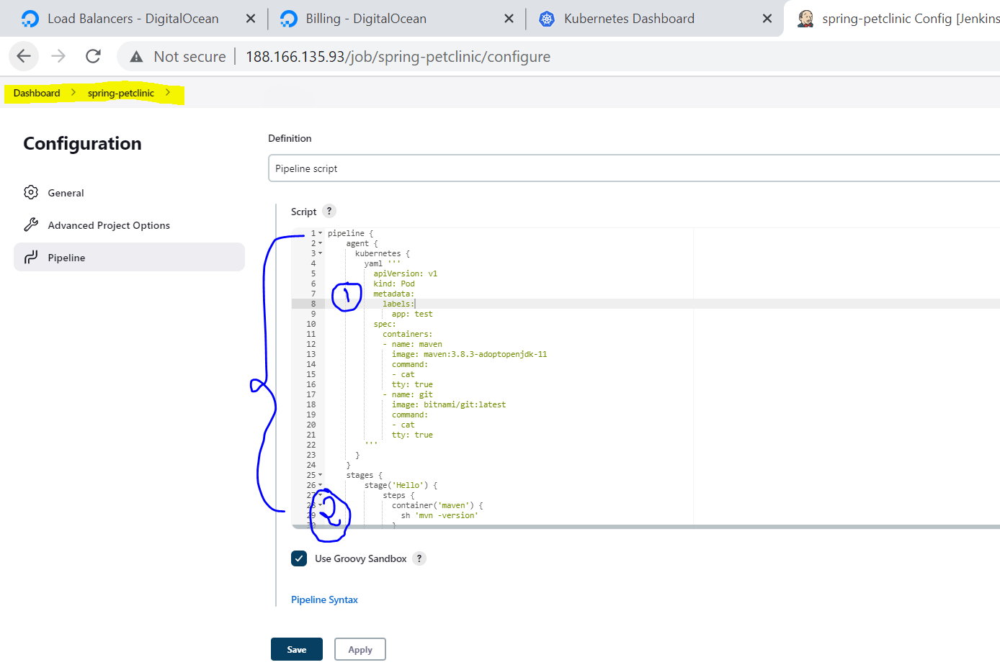 Load Balancers - DigitalOcean
Billing - DigitalOcean
Kubernetes Dashboard
spring-petclinic Config [Jenkins
Not secure
188.166.135.93/job/spring-petclinic/configure
Dashboard > spring-petclinic >
Configuration
General
Advanced Project Options
Pipeline
Definition
Pipeline script
Script ?
1 pipeline {
2 agent {
3 kubernetes {
4 yaml '''
5 apiVersion: v1
6 kind: Pod
7 metadata:
8 labels:
9 app: test
10 spec:
11 containers:
12 - name: maven
13 image: maven:3.8.3-adoptopenjdk-11
14 command:
15 - cat
16 tty: true
17 - name: git
18 image: bitnami/git:latest
19 command:
20 - cat
21 tty: true
22 '''
23 }
24 }
25 stages {
26 stage('Hello') {
27 steps {
28 container('maven') {
29 sh 'mvn -version'
30 }
1
2
Use Groovy Sandbox ?
Pipeline Syntax
Save
Apply